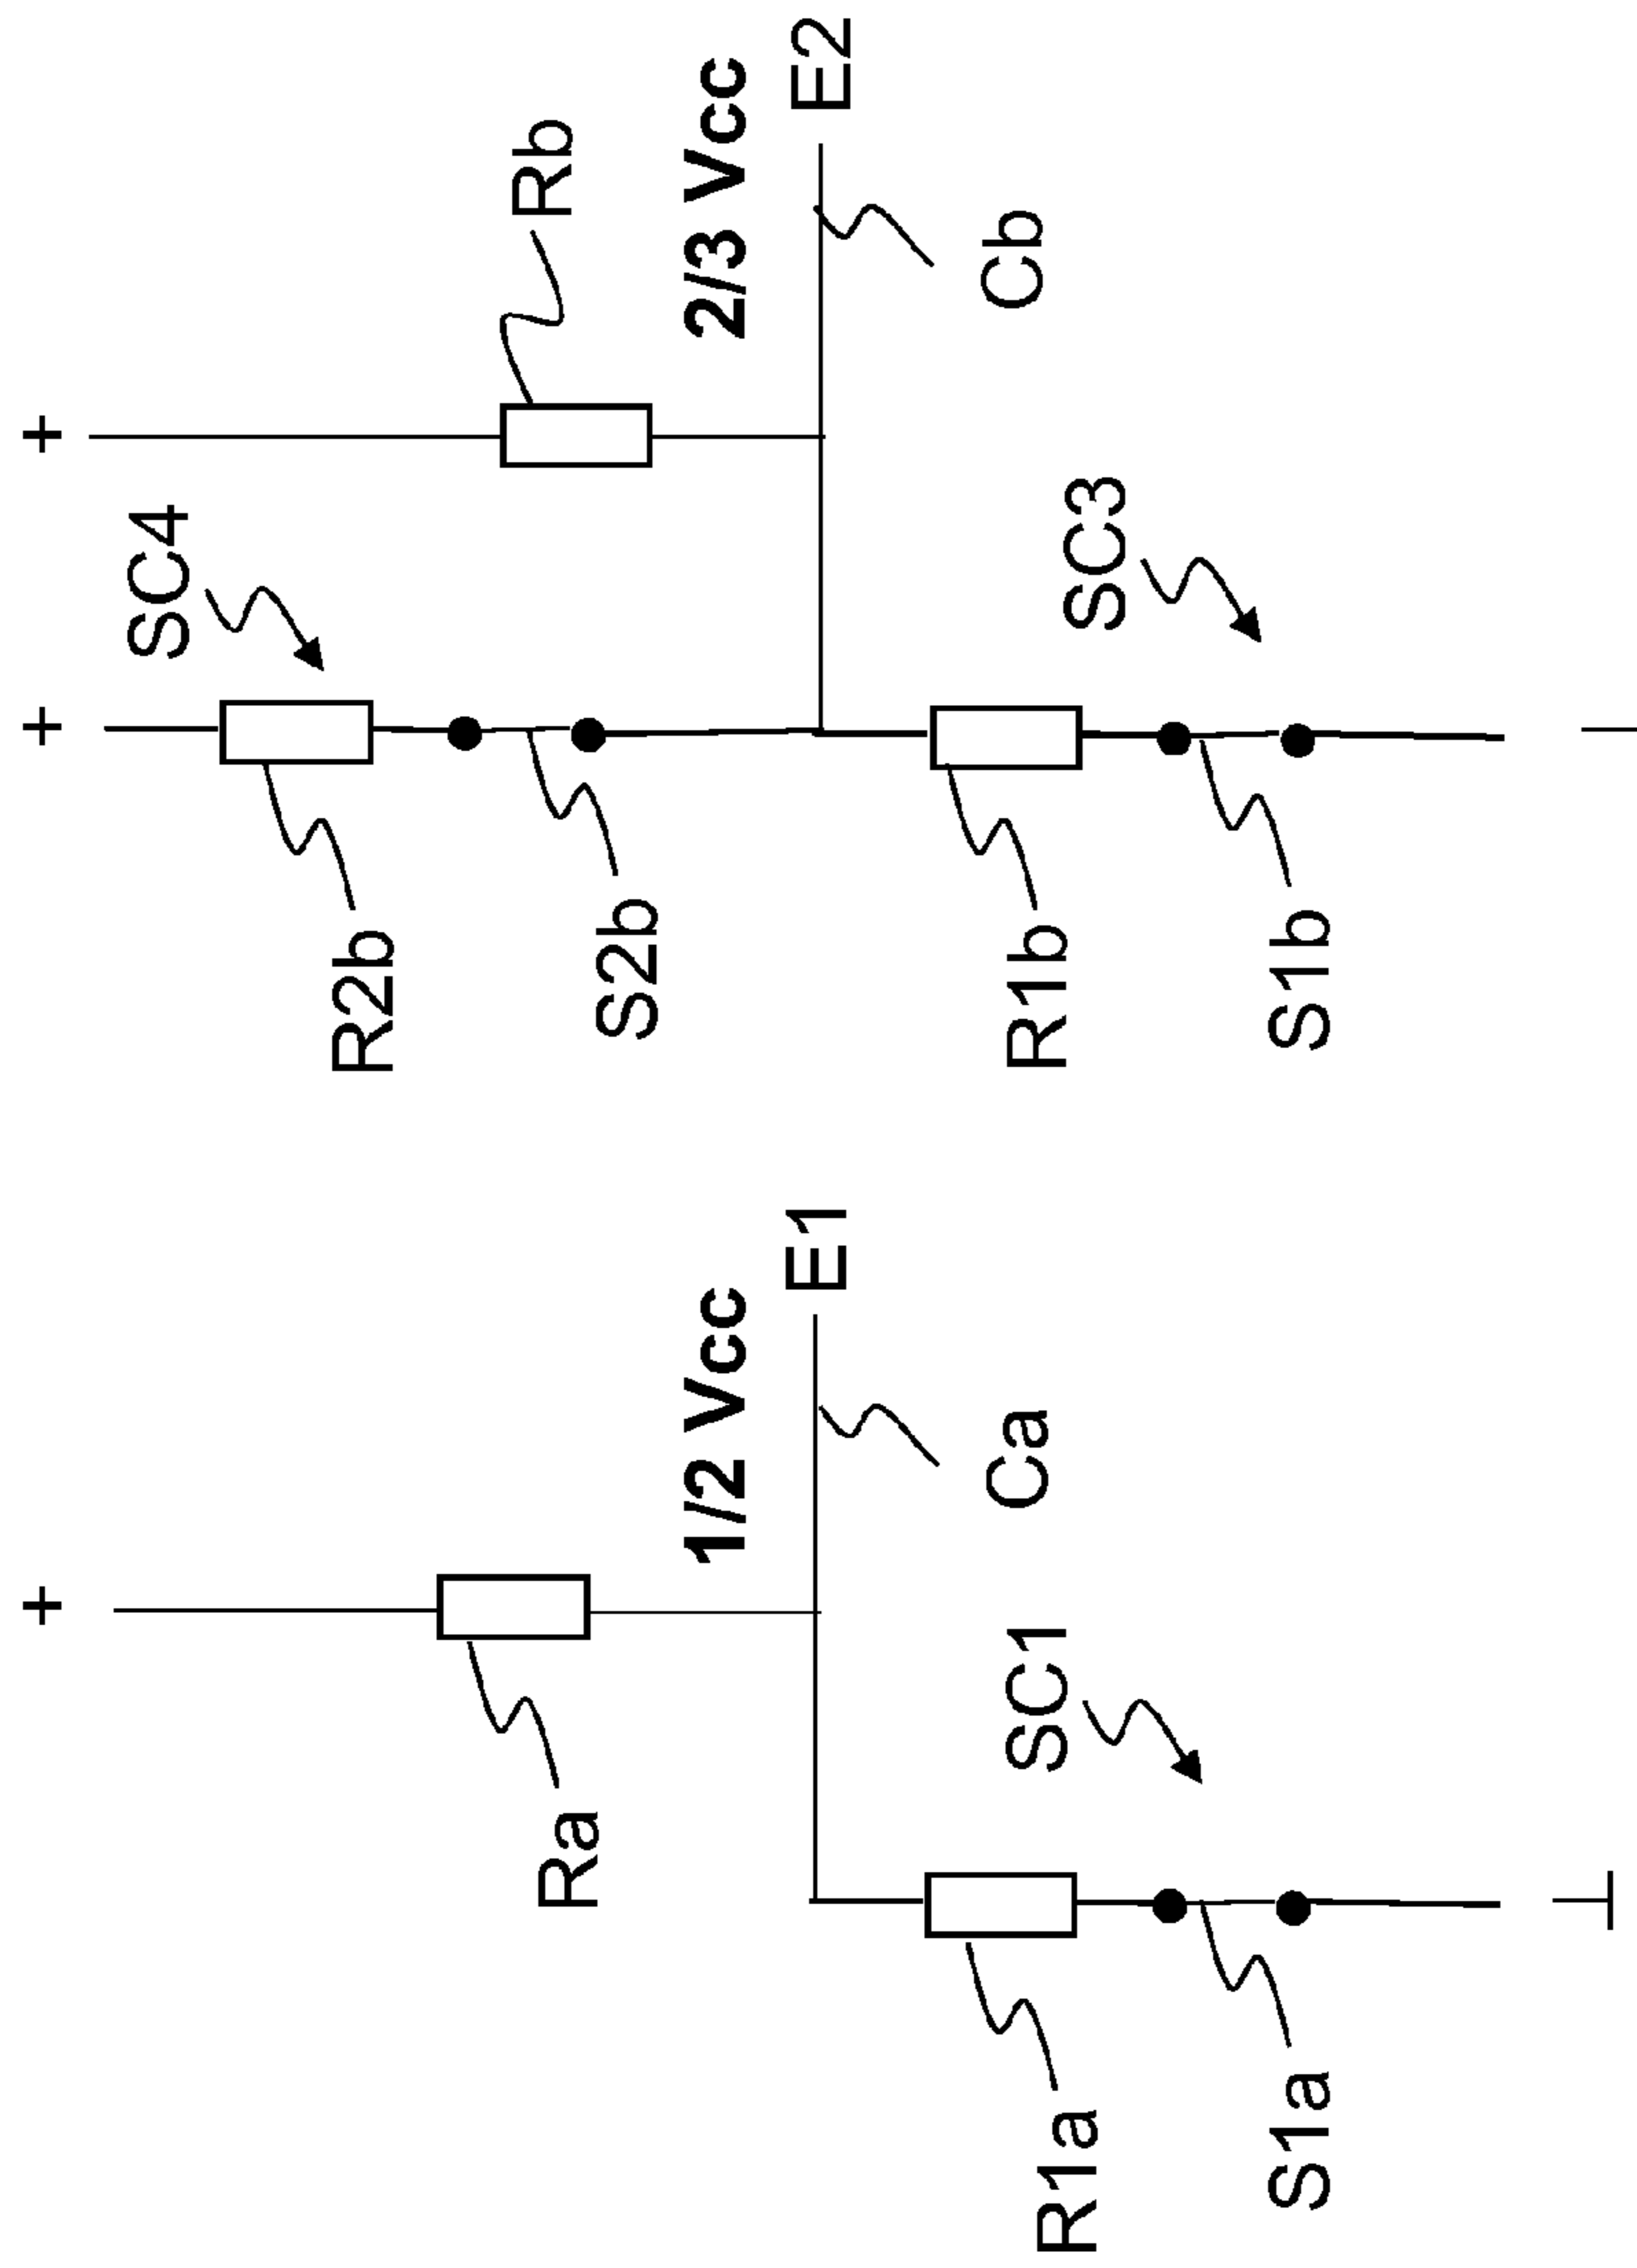 +
+
+
SC4
R2b
Rb
Ra
S2b
1/2 Vcc
2/3 Vcc
E1
E2
Ca
Cb
SC1
R1b
R1a
SC3
S1a
S1b